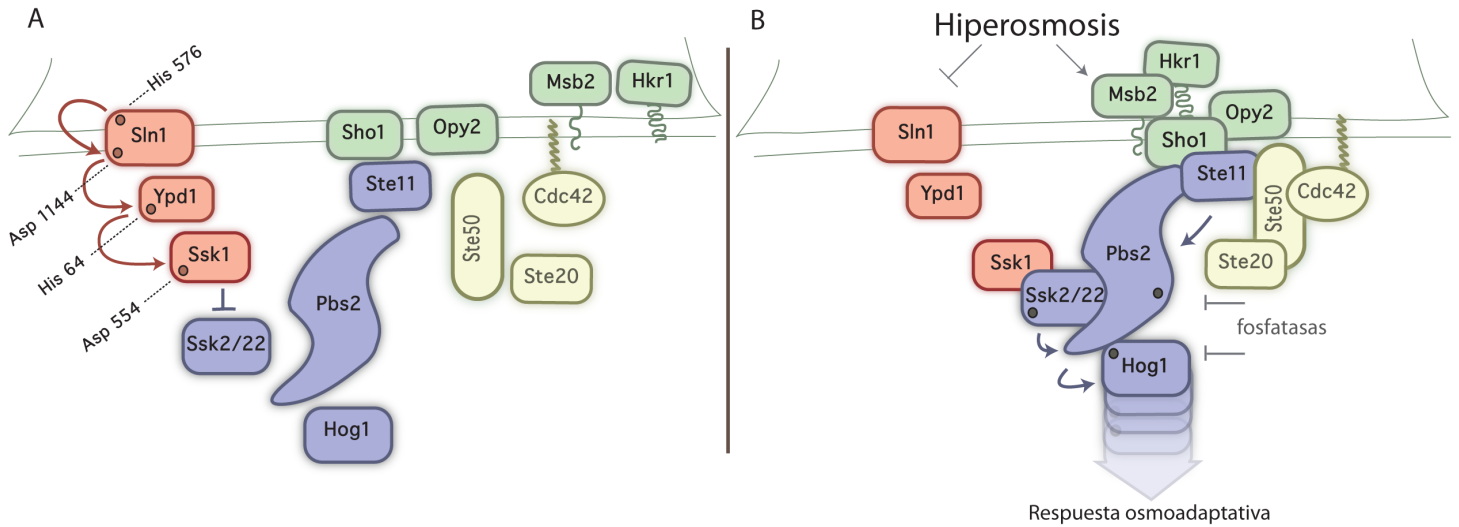 A
His 576
Sln1
Asp 1144
Ypd1
His 64
Ssk1
Asp 554
Ssk2/22
Sho1
Opy2
Msb2
Hkr1
Ste11
Ste50
Cdc42
Ste20
Pbs2
Hog1
B
Hiperosmosis
Hkr1
Msb2
Opy2
Sln1
Sho1
Ypd1
Ste11
Ste50
Cdc42
Pbs2
Ste20
Ssk1
Ssk2/22
fosfatasas
Hog1
Respuesta osmoadaptativa